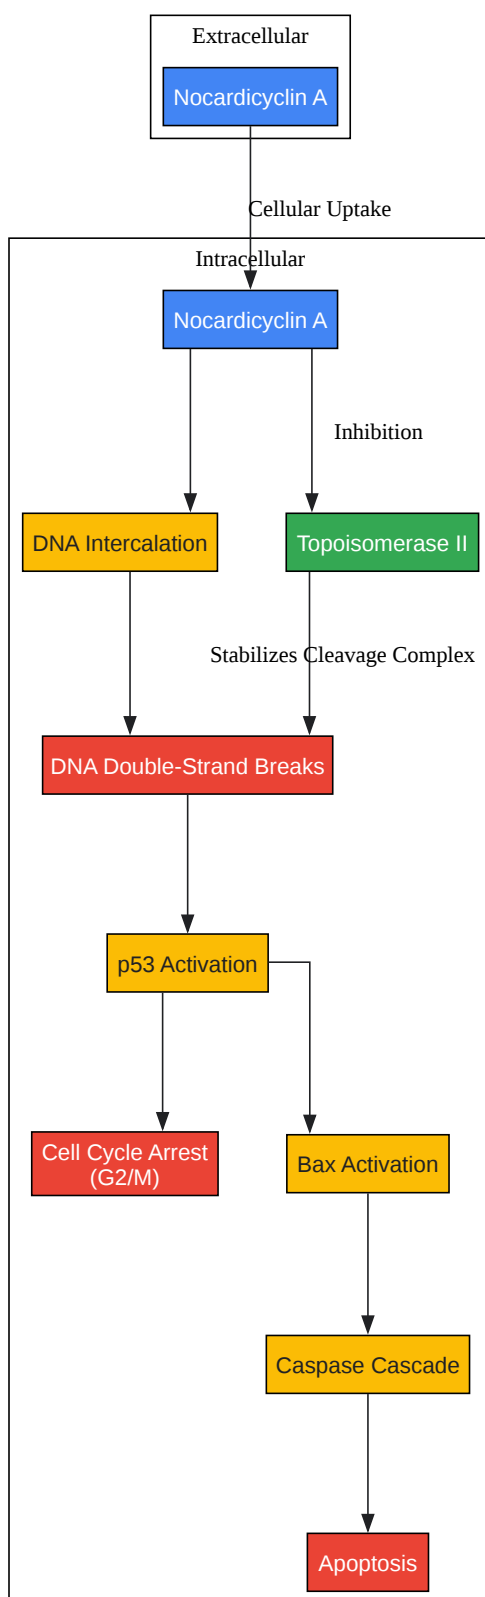 Extracellular
Nocardicyclin A
Cellular Uptake
Intracellular
Nocardicyclin A
Inhibition
DNA Intercalation
Topoisomerase II
Stabilizes Cleavage Complex
DNA Double-Strand Breaks
p53 Activation
Cell Cycle Arrest
(G2/M)
Bax Activation
Caspase Cascade
Apoptosis